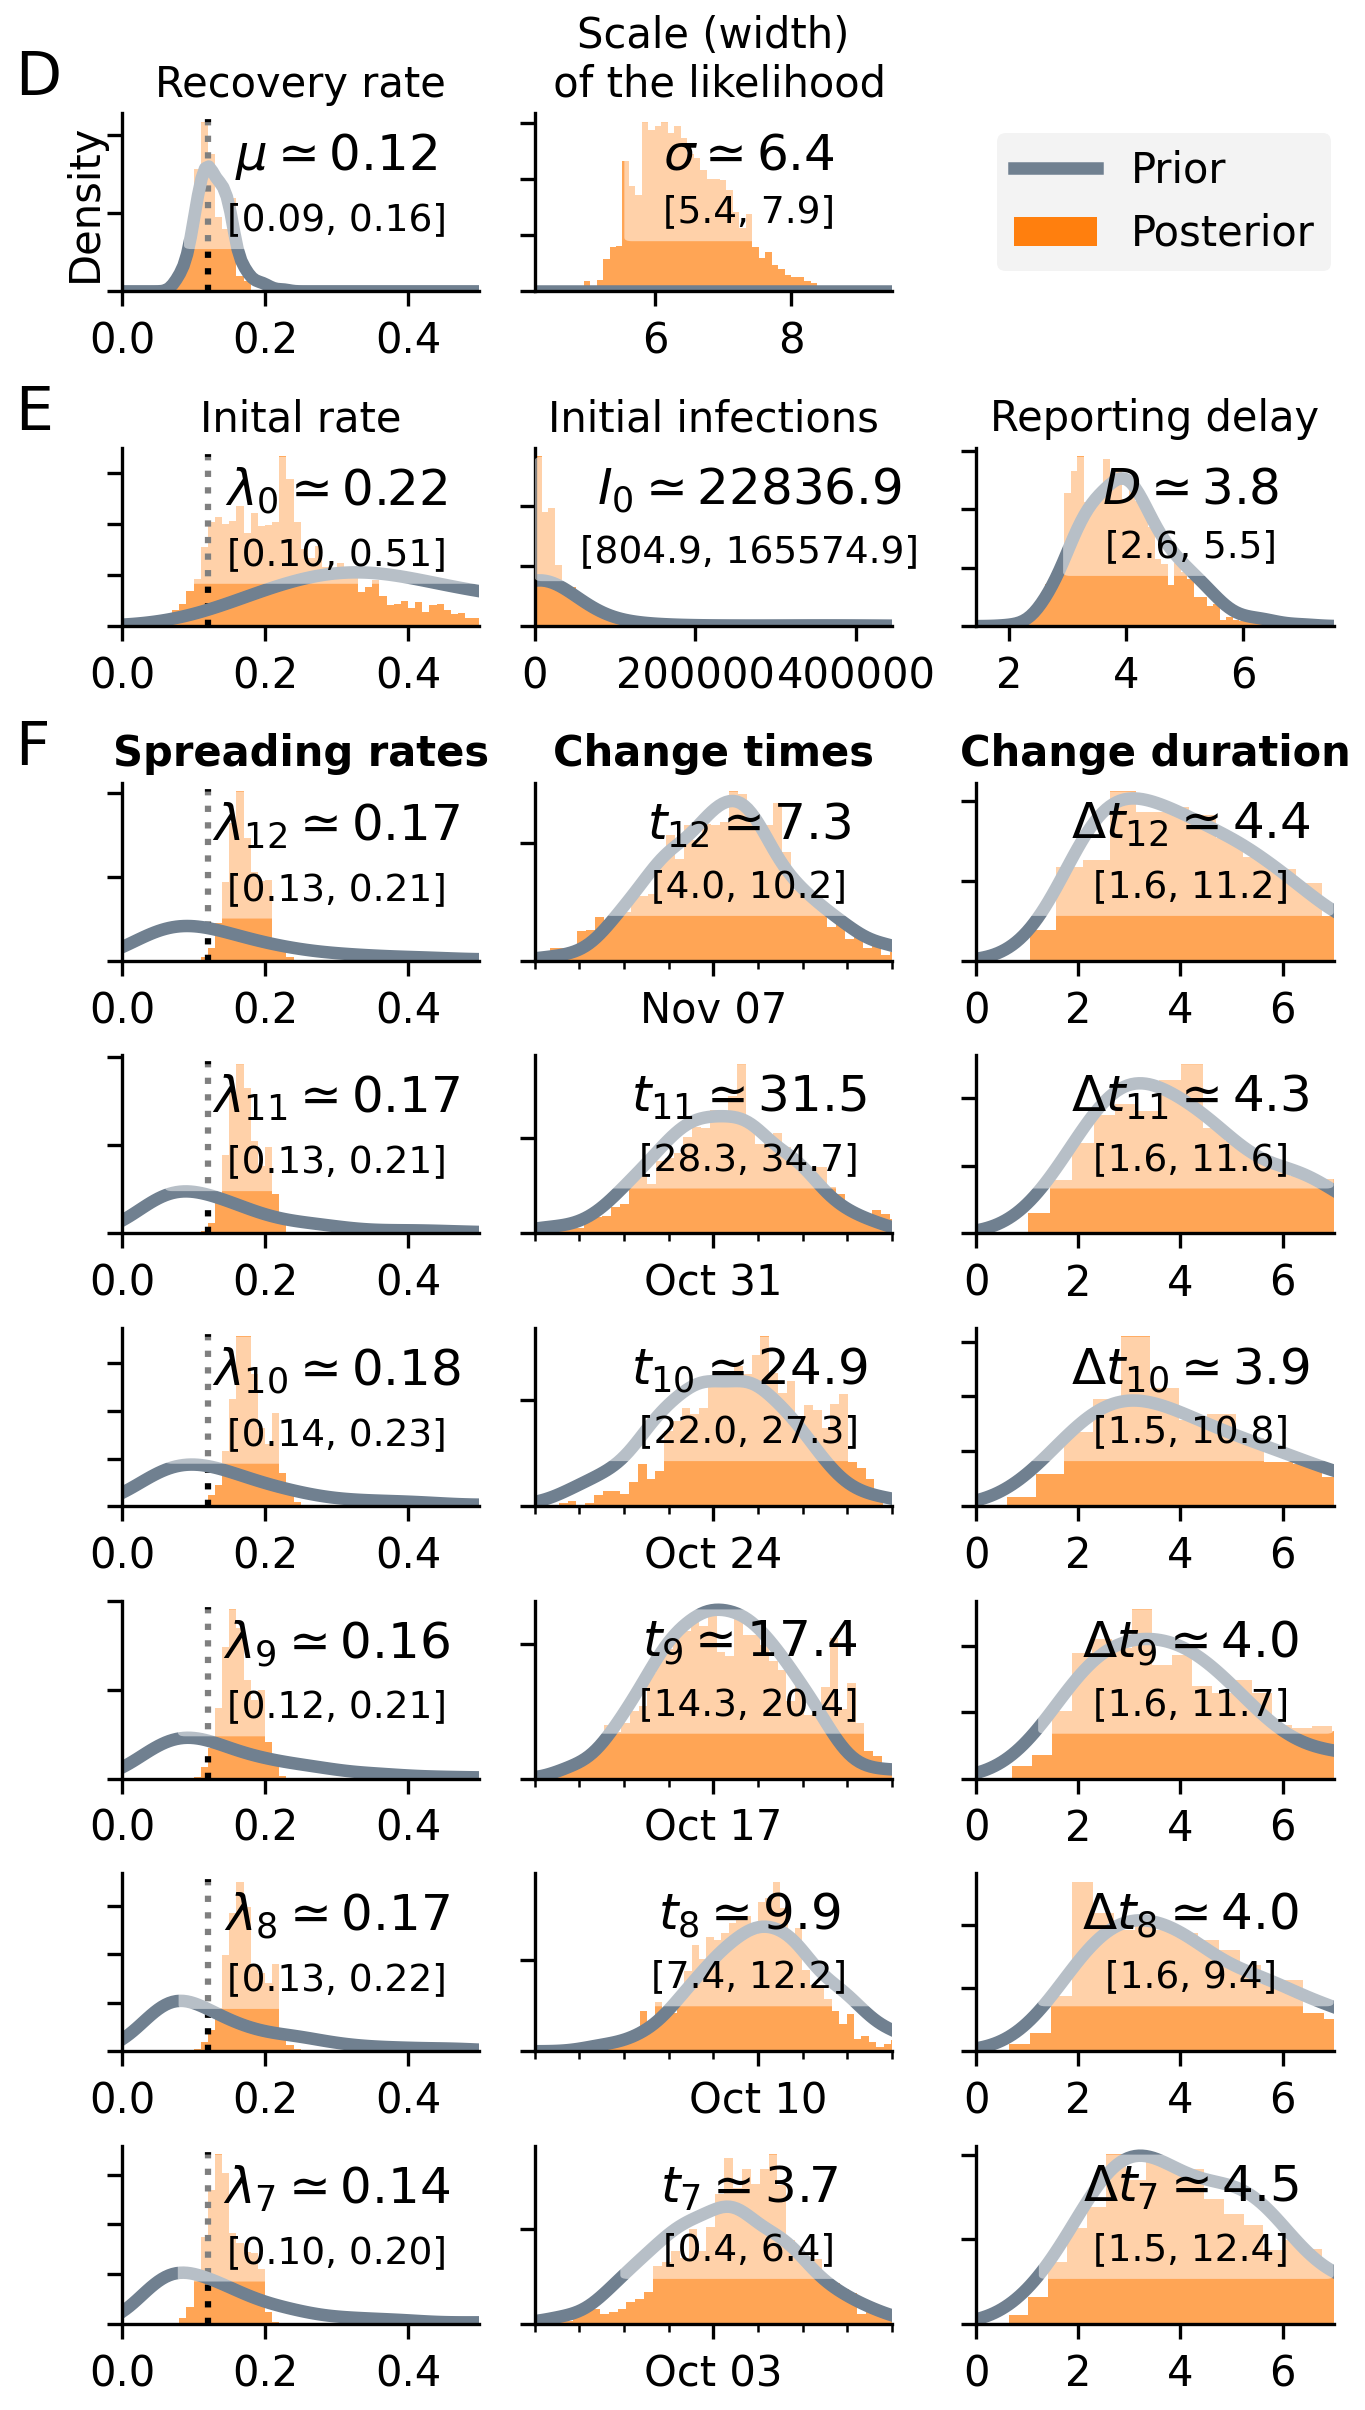 D
Recovery rate
Scale (width)
of the likelihood
Density
μ ≃ 0.12
[0.09, 0.16]
σ ≃ 6.4
[5.4, 7.9]
Prior
Posterior
0.0 0.2 0.4
6 8
E
Inital rate
Initial infections
Reporting delay
λ0 ≃ 0.22
[0.10, 0.51]
I0 ≃ 22836.9
[804.9, 165574.9]
D ≃ 3.8
[2.6, 5.5]
0.0 0.2 0.4
0 200000 400000
2 4 6
F
Spreading rates
Change times
Change duration
λ12 ≃ 0.17
[0.13, 0.21]
t12 ≃ 7.3
[4.0, 10.2]
Δt12 ≃ 4.4
[1.6, 11.2]
0.0 0.2 0.4
Nov 07
0 2 4 6
λ11 ≃ 0.17
[0.13, 0.21]
t11 ≃ 31.5
[28.3, 34.7]
Δt11 ≃ 4.3
[1.6, 11.6]
0.0 0.2 0.4
Oct 31
0 2 4 6
λ10 ≃ 0.18
[0.14, 0.23]
t10 ≃ 24.9
[22.0, 27.3]
Δt10 ≃ 3.9
[1.5, 10.8]
0.0 0.2 0.4
Oct 24
0 2 4 6
λ9 ≃ 0.16
[0.12, 0.21]
t9 ≃ 17.4
[14.3, 20.4]
Δt9 ≃ 4.0
[1.6, 11.7]
0.0 0.2 0.4
Oct 17
0 2 4 6
λ8 ≃ 0.17
[0.13, 0.22]
t8 ≃ 9.9
[7.4, 12.2]
Δt8 ≃ 4.0
[1.6, 9.4]
0.0 0.2 0.4
Oct 10
0 2 4 6
λ7 ≃ 0.14
[0.10, 0.20]
t7 ≃ 3.7
[0.4, 6.4]
Δt7 ≃ 4.5
[1.5, 12.4]
0.0 0.2 0.4
Oct 03
0 2 4 6